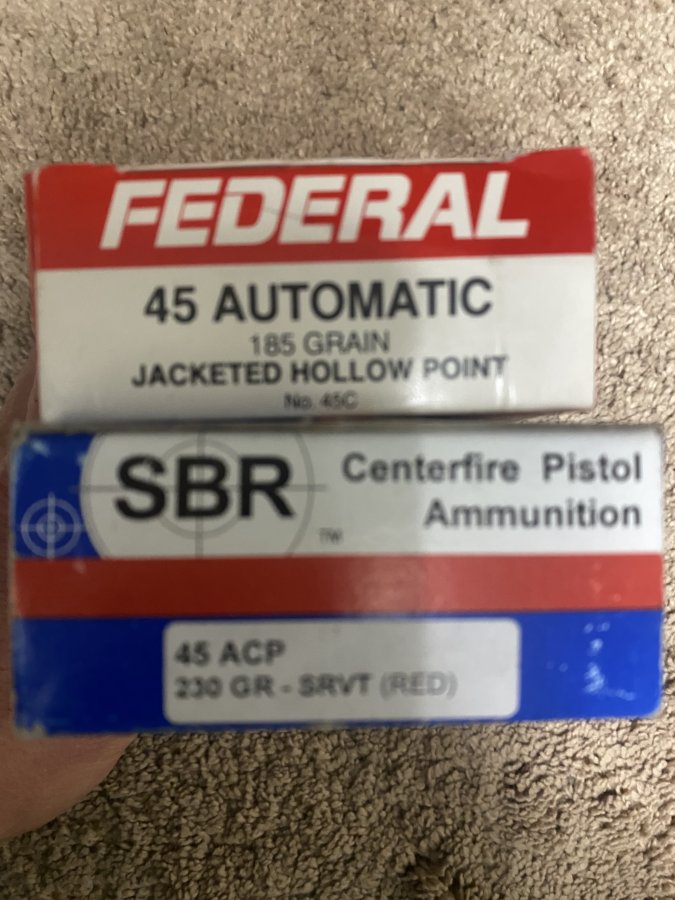 FEDERAL
45 AUTOMATIC
185 GRAIN
JACKETED HOLLOW POINT
No. 45C
SBR
TM
Centerfire Pistol
Ammunition
45 ACP
230 GR - SRVT (RED)